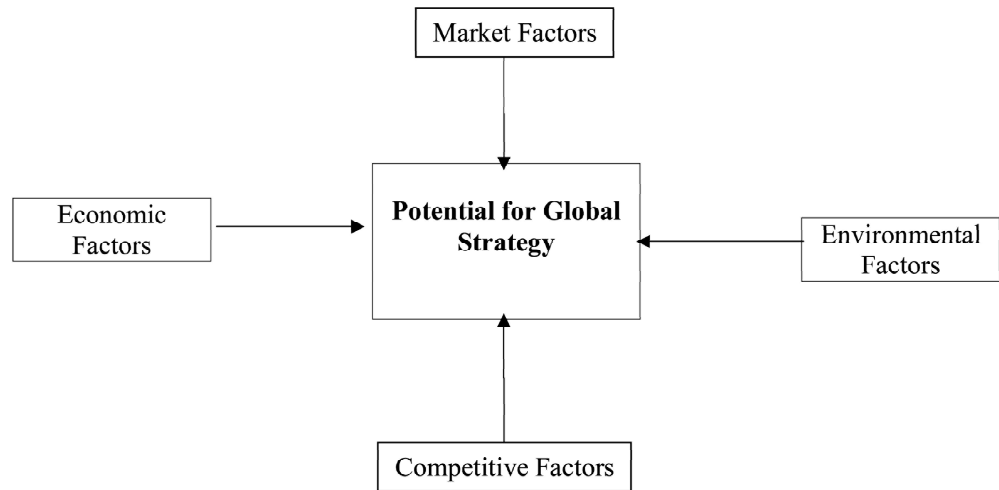 Market Factors
Potential for Global
Strategy
Economic
Factors
Environmental
Factors
Competitive Factors